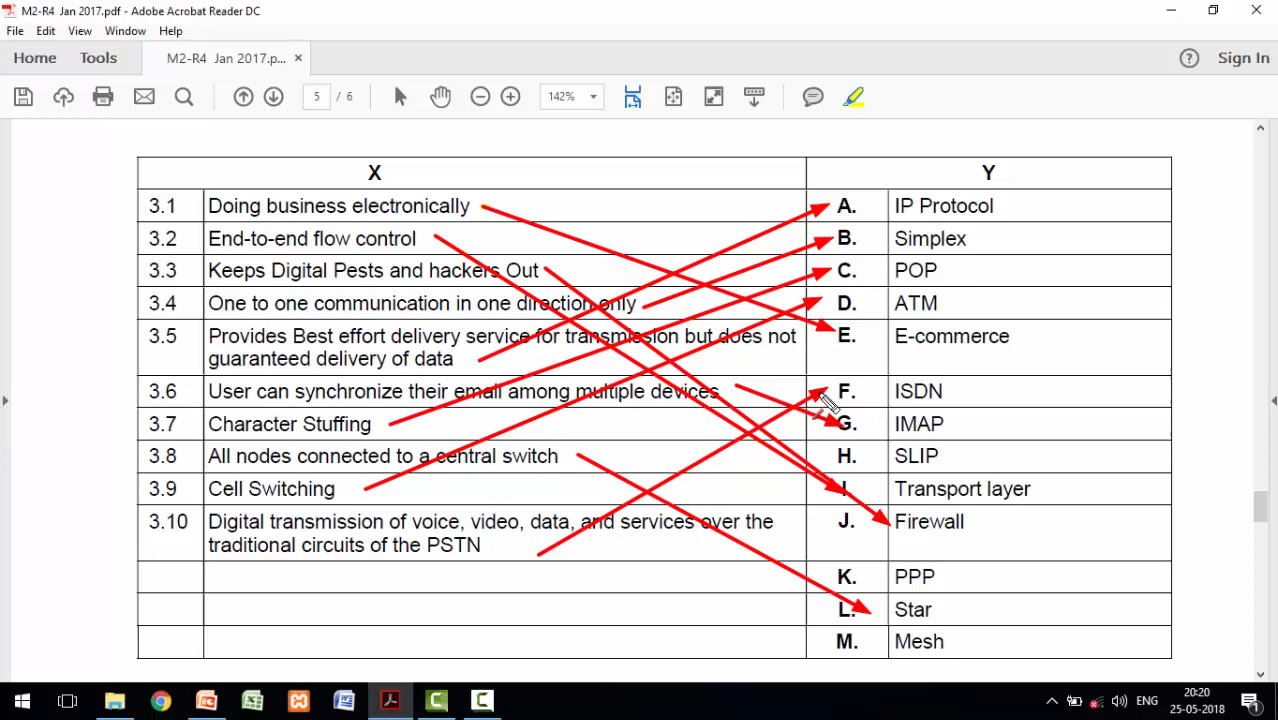 M2-R4 Jan 2017.pdf - Adobe Acrobat Reader DC
File Edit View Window Help
Home Tools M2-R4 Jan 2017.p... × Sign In
5 / 6 142%
X Y
3.1 Doing business electronically A. IP Protocol
3.2 End-to-end flow control B. Simplex
3.3 Keeps Digital Pests and hackers Out C. POP
3.4 One to one communication in one direction only D. ATM
3.5 Provides Best effort delivery service for transmission but does not E. E-commerce
guaranteed delivery of data
3.6 User can synchronize their email among multiple devices F. ISDN
3.7 Character Stuffing G. IMAP
3.8 All nodes connected to a central switch H. SLIP
3.9 Cell Switching I. Transport layer
3.10 Digital transmission of voice, video, data, and services over the J. Firewall
traditional circuits of the PSTN
K. PPP
L. Star
M. Mesh
ENG 20:20
25-05-2018 1